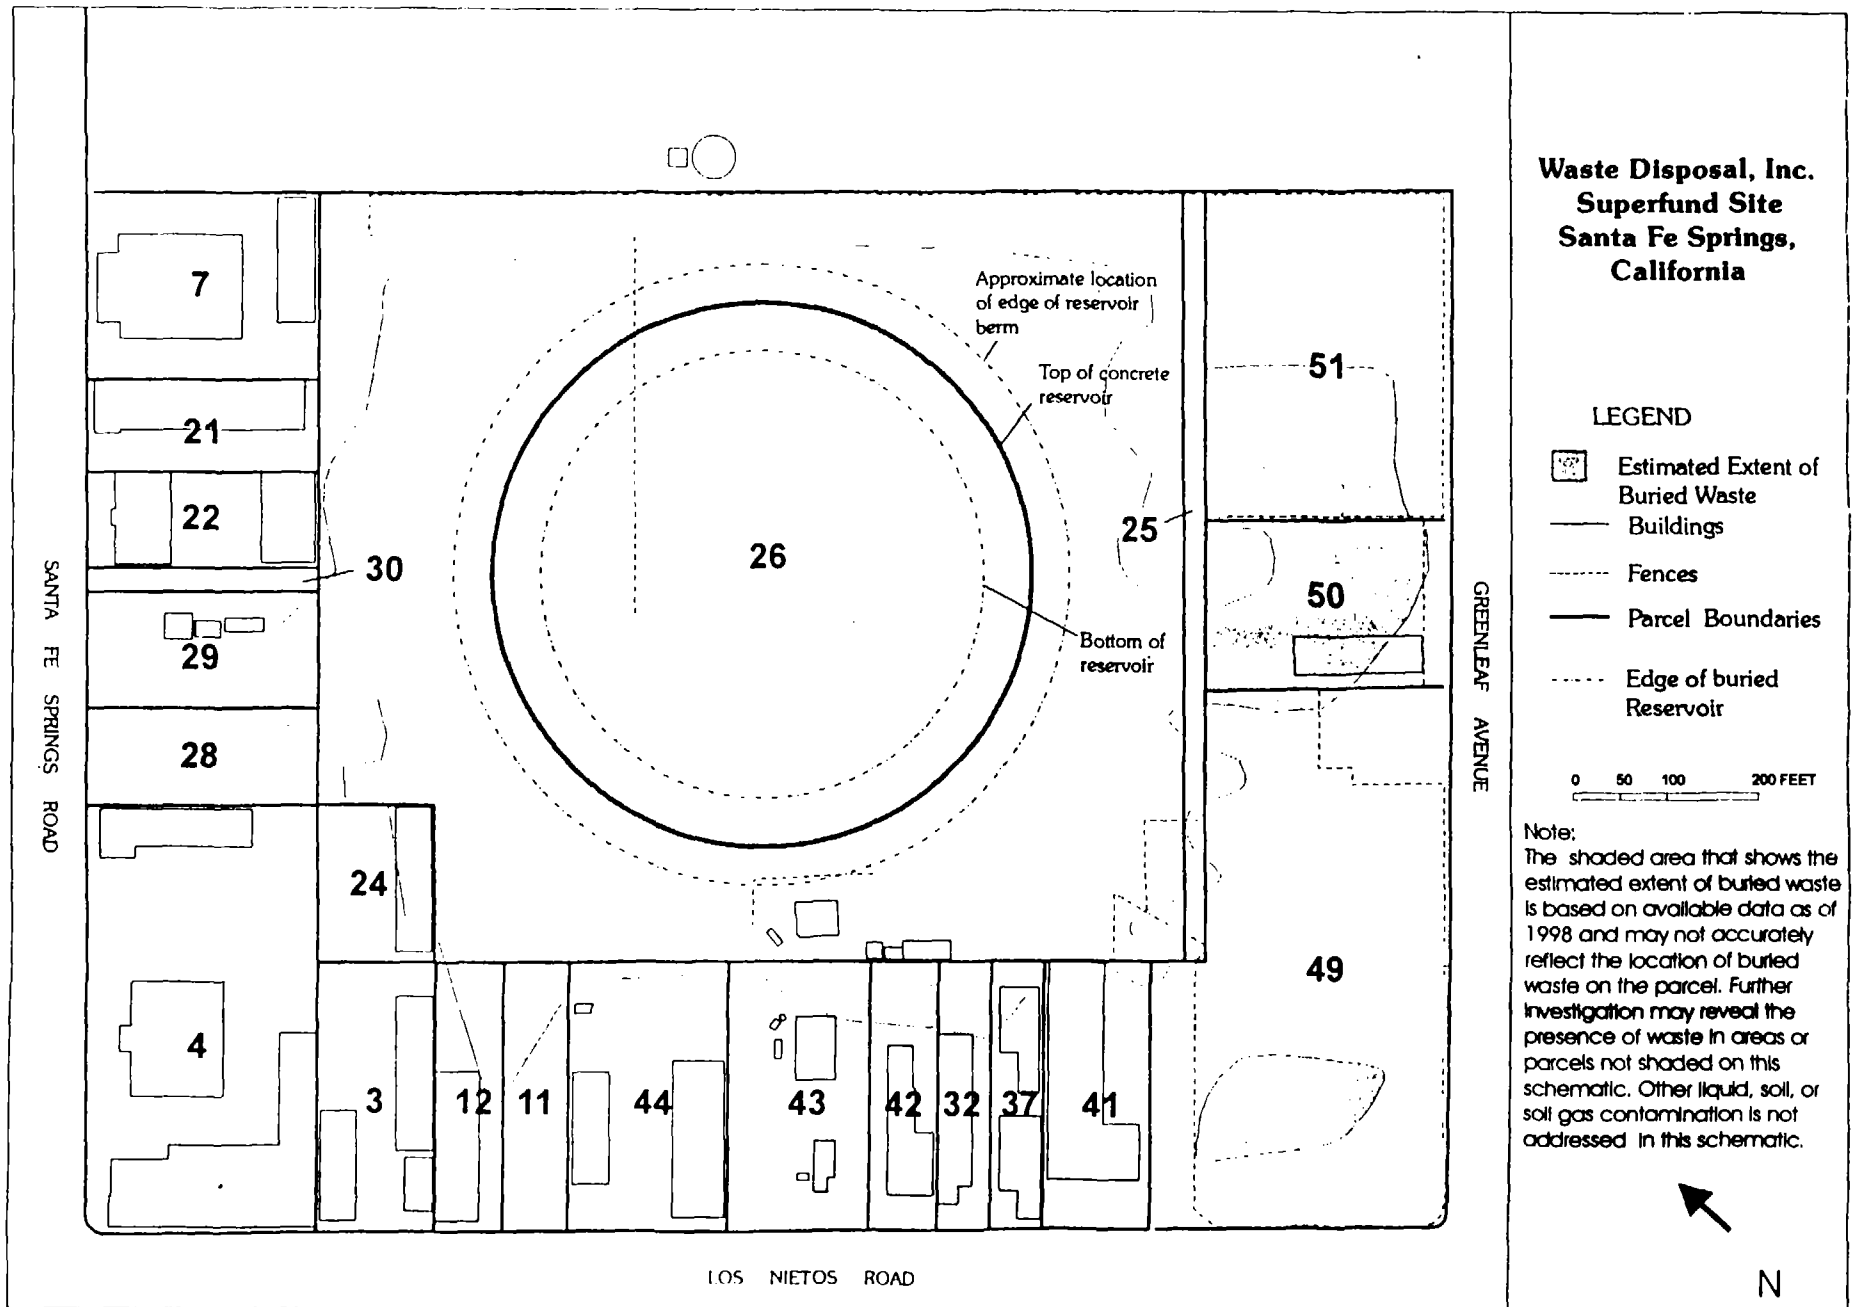 Waste Disposal, Inc.
Superfund Site
Santa Fe Springs,
California
LEGEND
Estimated Extent of
Buried Waste
Buildings
Fences
Parcel Boundaries
Edge of buried
Reservoir
0 50 100 200 FEET
Note:
The shaded area that shows the
estimated extent of buried waste
is based on available data as of
1998 and may not accurately
reflect the location of buried
waste on the parcel. Further
investigation may reveal the
presence of waste in areas or
parcels not shaded on this
schematic. Other liquid, soil, or
soil gas contamination is not
addressed in this schematic.
N
SANTA FE SPRINGS ROAD
GREENLEAF AVENUE
LOS NIETOS ROAD
Approximate location
of edge of reservoir
berm
Top of concrete
reservoir
Bottom of
reservoir
7
21
22
30
29
28
24
4
3
12
11
44
43
42
32
37
41
49
50
51
25
26